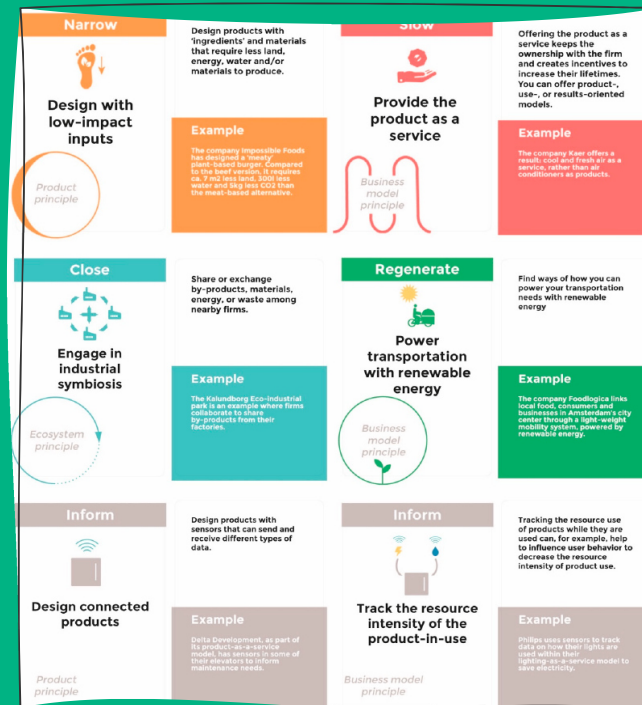 Narrow
Design with
low-impact
inputs
Product
principle
Design products with
'ingredients' and materials
that require less land,
energy, water and/or
materials to produce.
Example
The company Impossible Foods
has designed a 'meaty'
plant-based burger. Compared
to the beef version, it requires
ca. 7 m2 less land, 300l less
water and 5kg less CO2 than
the meat-based alternative.
Slow
Provide the
product as a
service
Business
model
principle
Offering the product as a
service keeps the
ownership with the firm
and creates incentives to
increase their lifetimes.
You can offer product-,
use-, or results-oriented
models.
Example
The company Kaer offers a
result: cool and fresh air as a
service, rather than air
conditioners as products.
Close
Engage in
industrial
symbiosis
Ecosystem
principle
Share or exchange
by-products, materials,
energy, or waste among
nearby firms.
Example
The Kalundborg Eco-Industrial
park is an example where firms
collaborate to share
by-products from their
factories.
Regenerate
Power
transportation
with renewable
energy
Business
model
principle
Find ways of how you can
power your transportation
needs with renewable
energy
Example
The company Foodlogica links
local food, consumers and
businesses in Amsterdam's city
center through a light-weight
mobility system, powered by
renewable energy.
Inform
Design connected
products
Product
principle
Design products with
sensors that can send and
receive different types of
data.
Example
Delta Development, as part of
its product-as-a-service
model, has sensors in some of
their elevators to inform
maintenance needs.
Inform
Track the resource
intensity of the
product-in-use
Business model
principle
Tracking the resource use
of products while they are
used can, for example, help
to influence user behavior to
decrease the resource
intensity of product use.
Example
Philips uses sensors to track
data on how their lights are
used within their
lighting-as-a-service model to
save electricity.